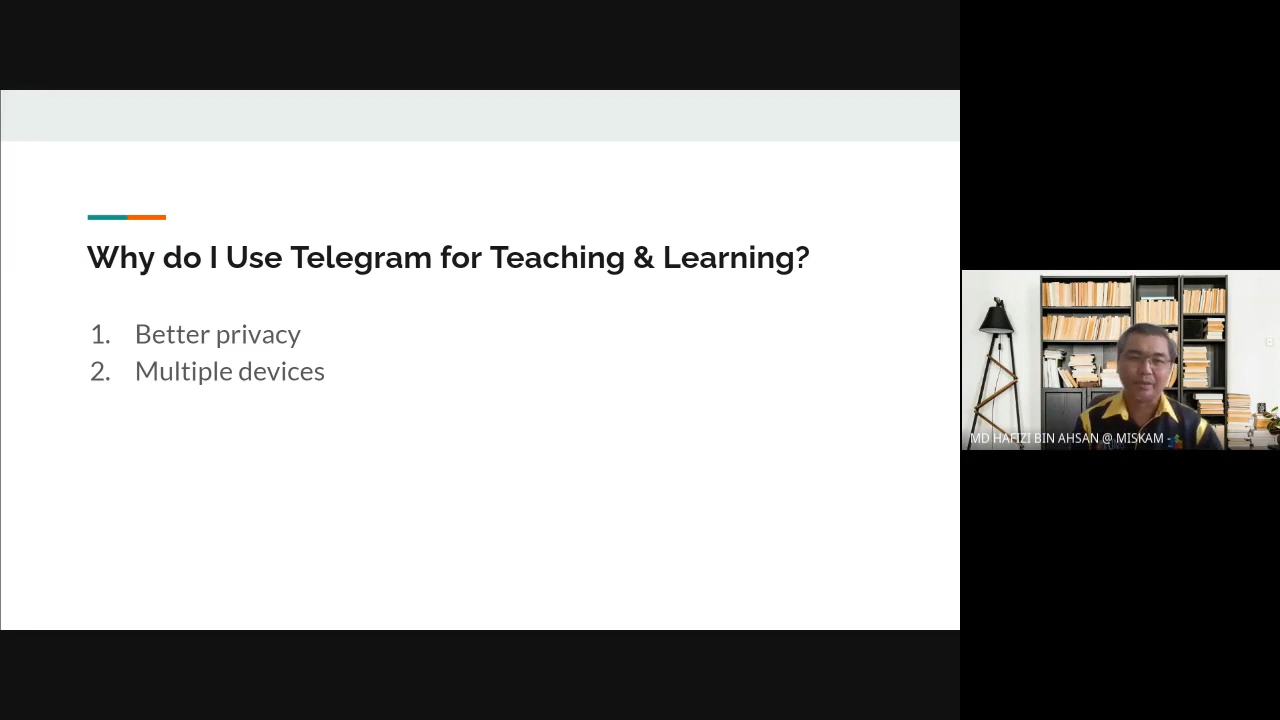 Why do I Use Telegram for Teaching & Learning?
1. Better privacy
2. Multiple devices
MD HAFIZI BIN AHSAN @ MISKAM -